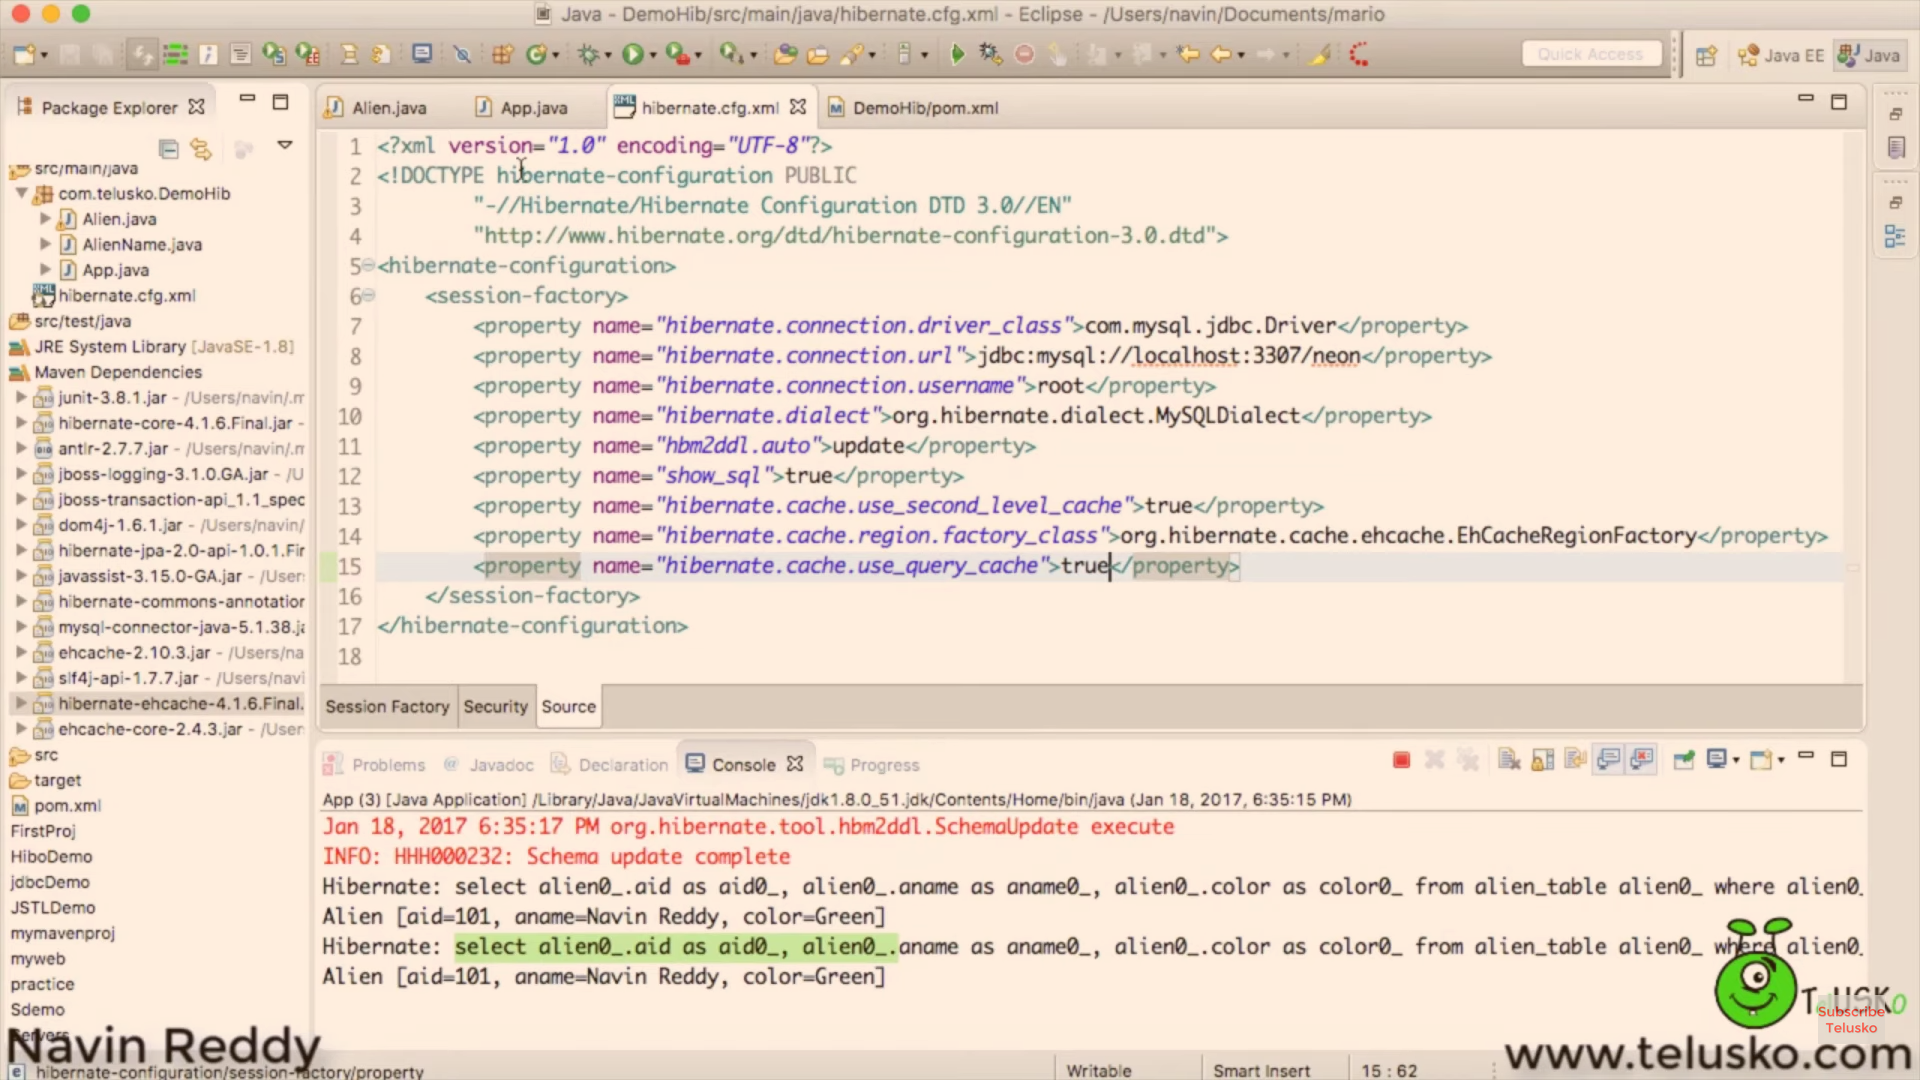 Java - DemoHib/src/main/java/hibernate.cfg.xml - Eclipse - /Users/navin/Documents/mario
Quick Access
Java EE
Java
Package Explorer
src/main/java
com.telusko.DemoHib
Alien.java
AlienName.java
App.java
hibernate.cfg.xml
src/test/java
JRE System Library [JavaSE-1.8]
Maven Dependencies
junit-3.8.1.jar - /Users/navin/.m
hibernate-core-4.1.6.Final.jar -
antlr-2.7.7.jar - /Users/navin/.m
jboss-logging-3.1.0.GA.jar - /U
jboss-transaction-api_1.1_spec
dom4j-1.6.1.jar - /Users/navin/
hibernate-jpa-2.0-api-1.0.1.Fir
javassist-3.15.0-GA.jar - /Users
hibernate-commons-annotation
mysql-connector-java-5.1.38.ja
ehcache-2.10.3.jar - /Users/na
slf4j-api-1.7.7.jar - /Users/navi
hibernate-ehcache-4.1.6.Final.
ehcache-core-2.4.3.jar - /User
src
target
pom.xml
FirstProj
HiboDemo
jdbcDemo
JSTLDemo
mymavenproj
myweb
practice
Sdemo
Servers
Alien.java
App.java
hibernate.cfg.xml
DemoHib/pom.xml
1 <?xml version="1.0" encoding="UTF-8"?>
2 <!DOCTYPE hibernate-configuration PUBLIC
3 "-//Hibernate/Hibernate Configuration DTD 3.0//EN"
4 "http://www.hibernate.org/dtd/hibernate-configuration-3.0.dtd">
5 <hibernate-configuration>
6 <session-factory>
7 <property name="hibernate.connection.driver_class">com.mysql.jdbc.Driver</property>
8 <property name="hibernate.connection.url">jdbc:mysql://localhost:3307/neon</property>
9 <property name="hibernate.connection.username">root</property>
10 <property name="hibernate.dialect">org.hibernate.dialect.MySQLDialect</property>
11 <property name="hbm2ddl.auto">update</property>
12 <property name="show_sql">true</property>
13 <property name="hibernate.cache.use_second_level_cache">true</property>
14 <property name="hibernate.cache.region.factory_class">org.hibernate.cache.ehcache.EhCacheRegionFactory</property>
15 <property name="hibernate.cache.use_query_cache">true</property>
16 </session-factory>
17 </hibernate-configuration>
18
Session Factory
Security
Source
Problems
Javadoc
Declaration
Console
Progress
App (3) [Java Application] /Library/Java/JavaVirtualMachines/jdk1.8.0_51.jdk/Contents/Home/bin/java (Jan 18, 2017, 6:35:15 PM)
Jan 18, 2017 6:35:17 PM org.hibernate.tool.hbm2ddl.SchemaUpdate execute
INFO: HHH000232: Schema update complete
Hibernate: select alien0_.aid as aid0_, alien0_.aname as aname0_, alien0_.color as color0_ from alien_table alien0_ where alien0_
Alien [aid=101, aname=Navin Reddy, color=Green]
Hibernate: select alien0_.aid as aid0_, alien0_.aname as aname0_, alien0_.color as color0_ from alien_table alien0_ where alien0_
Alien [aid=101, aname=Navin Reddy, color=Green]
TELUSKO
Subscribe
Telusko
Navin Reddy
www.telusko.com
hibernate-configuration/session-factory/property
Writable
Smart Insert
15 : 62